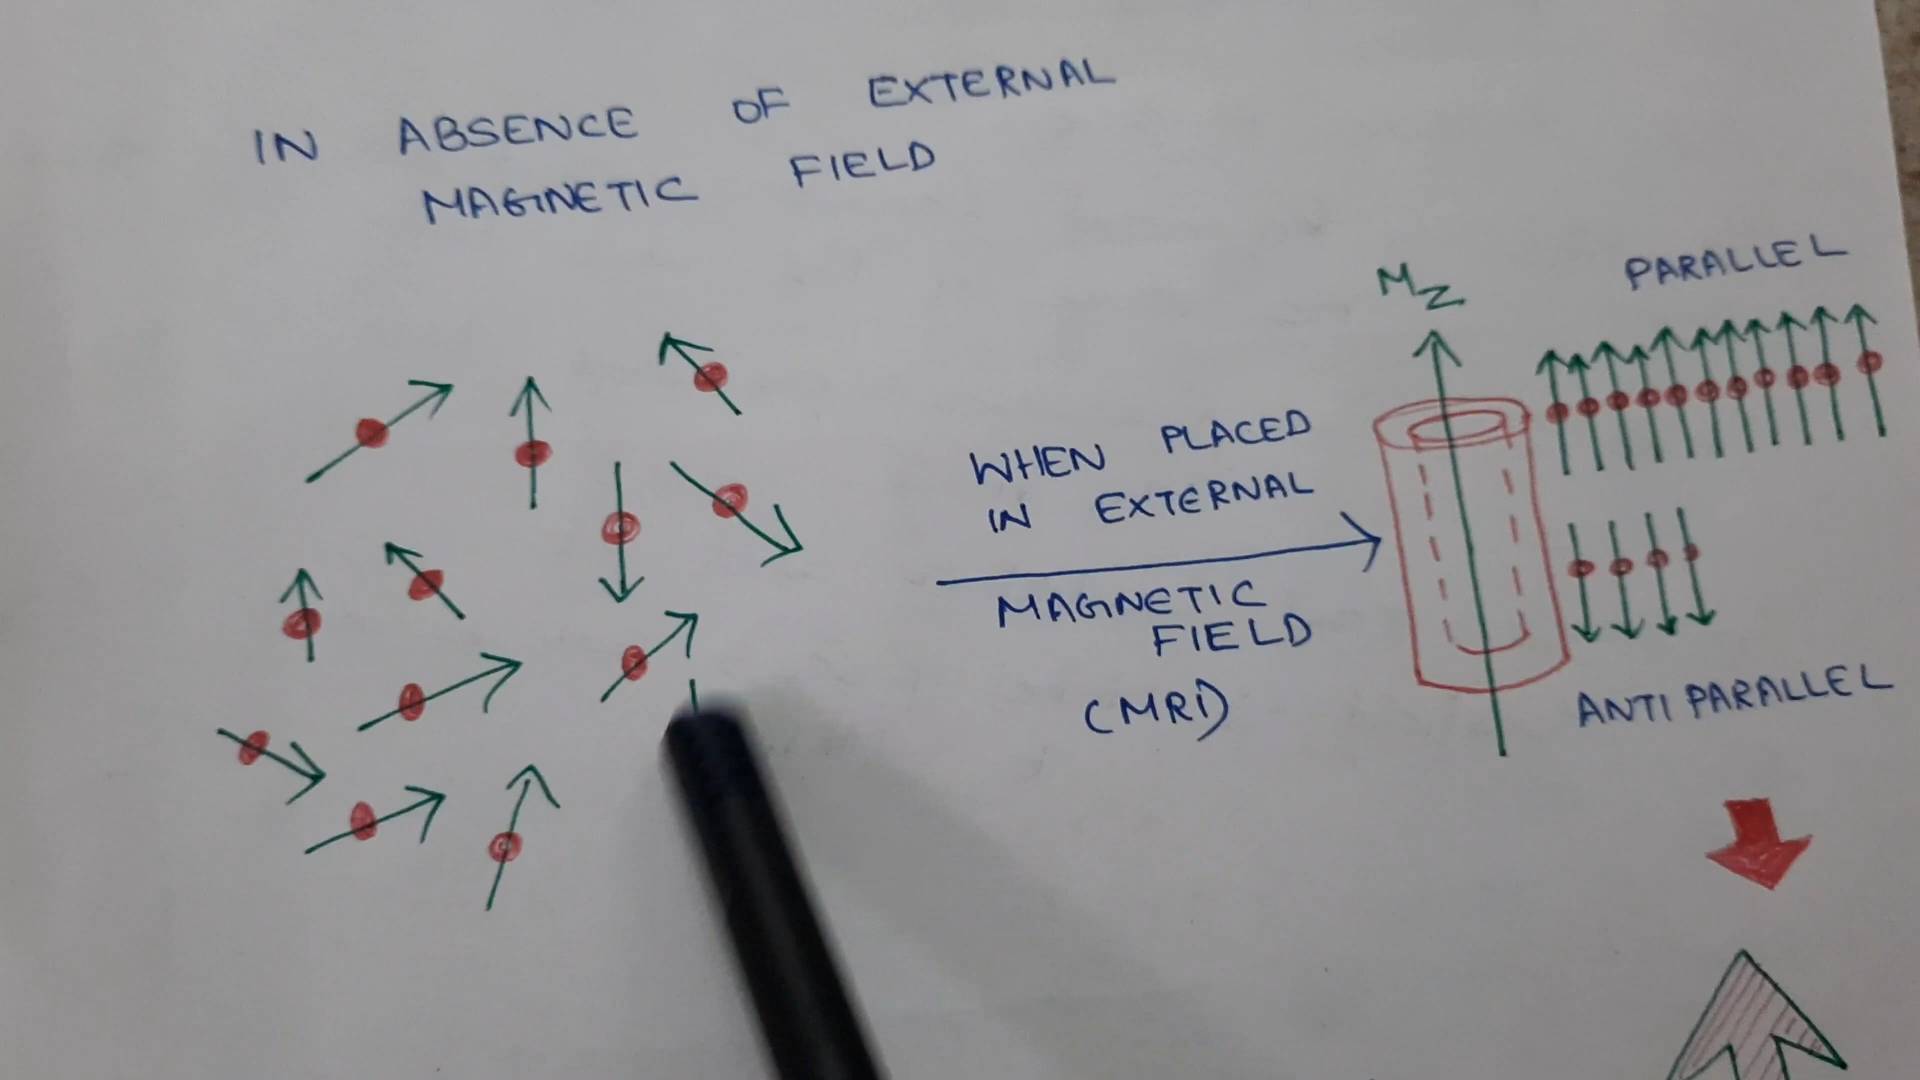 IN ABSENCE OF EXTERNAL
MAGNETIC FIELD
WHEN PLACED
IN EXTERNAL
MAGNETIC
FIELD
(MRI)
MZ
PARALLEL
ANTI PARALLEL